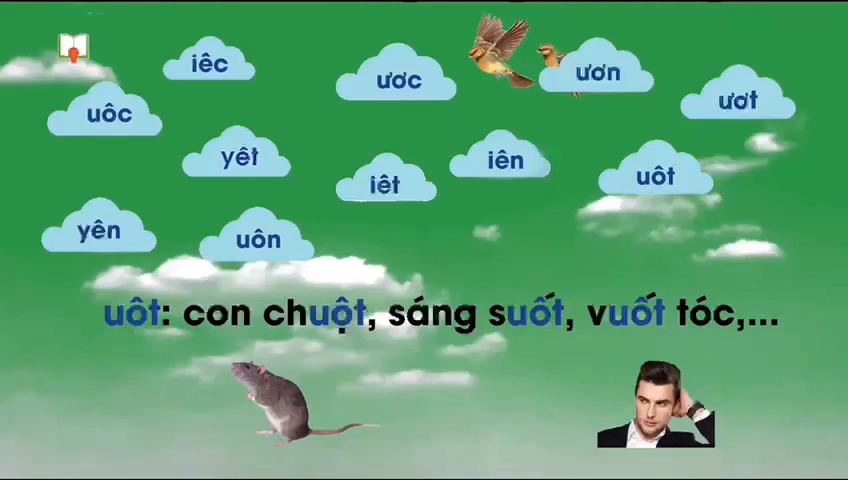 iêc
ươc
ươn
ươt
uôc
yêt
iêt
iên
uôt
yên
uôn
uôt: con chuột, sáng suốt, vuốt tóc,...